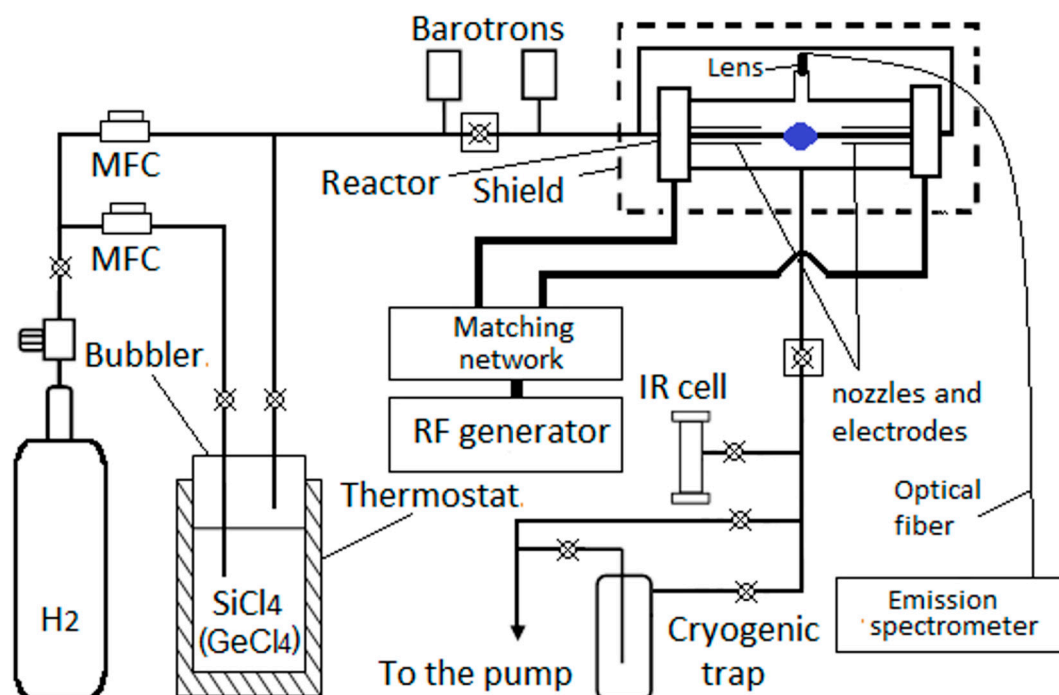 Barotrons
Lens
MFC
Reactor
Shield
MFC
Matching
network
Bubbler.
IR cell
nozzles and
electrodes
RF generator
Thermostat.
Optical
fiber
SiCl4
(GeCl4)
H2
Emission
spectrometer
Cryogenic
trap
To the pump